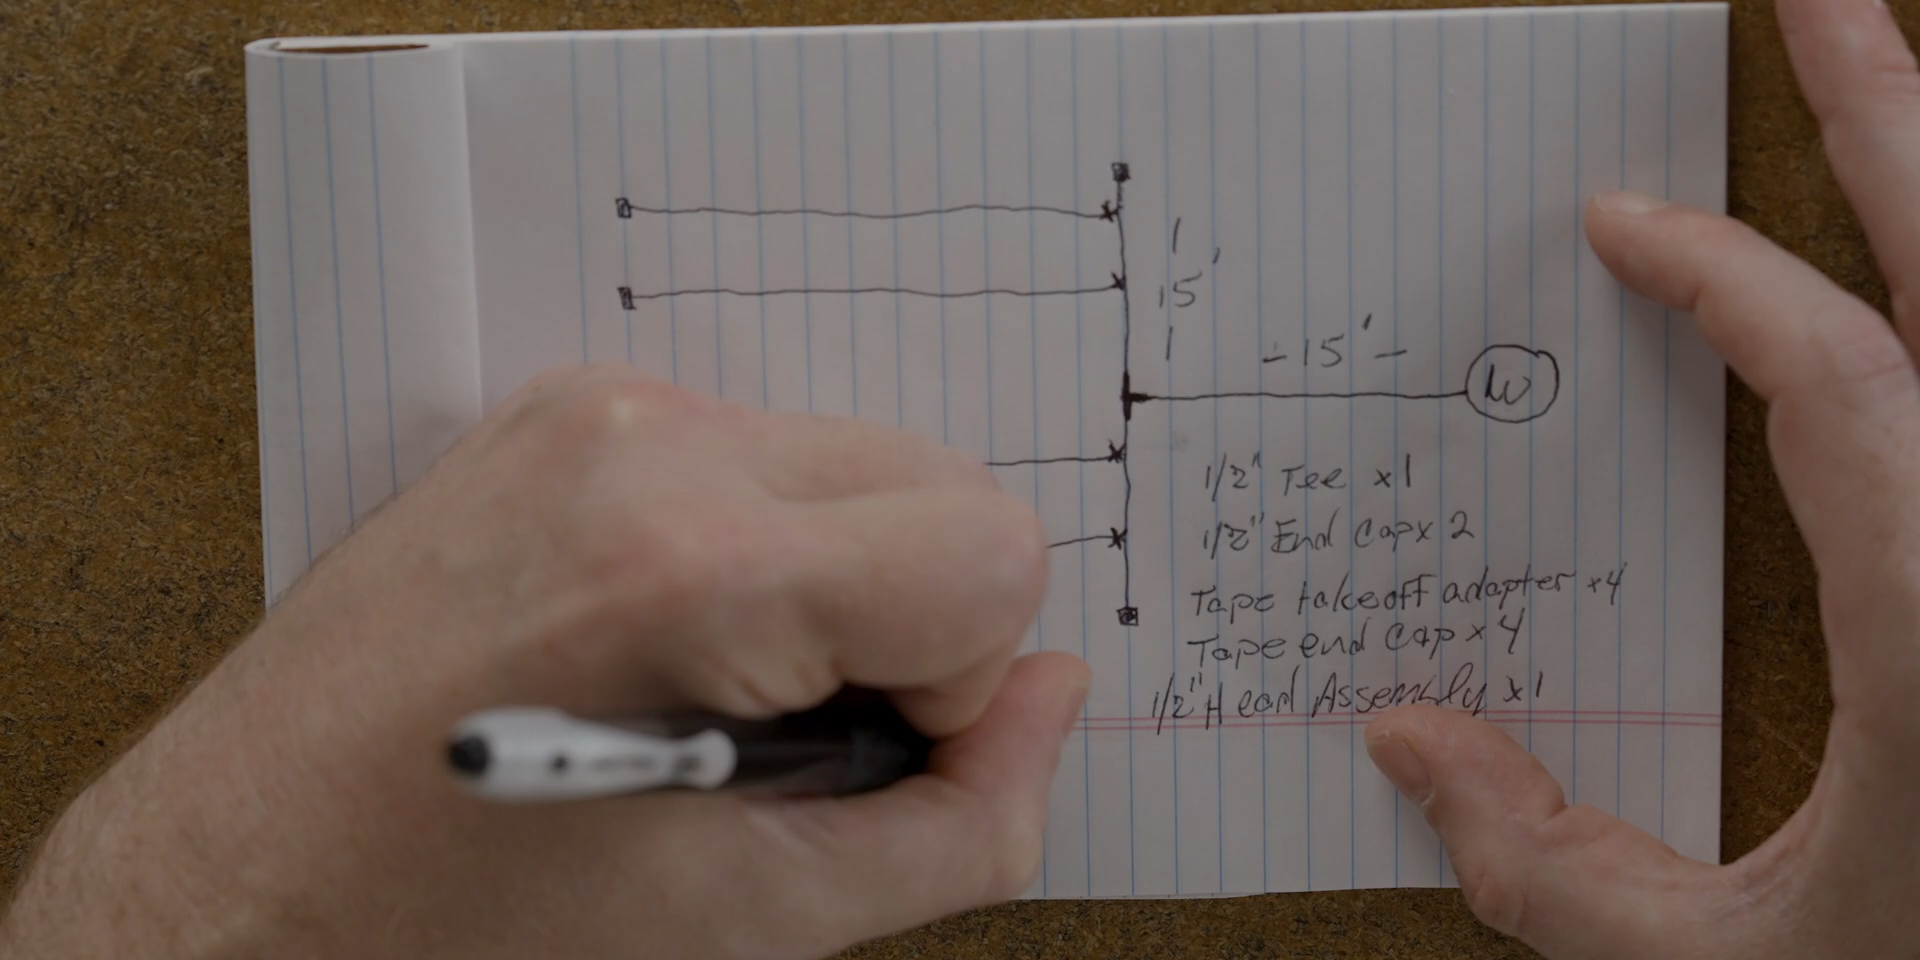 15'
-15'-
W
1/2" Tee x1
1/2" End Cap x 2
Tape takeoff adapter x4
Tape end Cap x 4
1/2" Head Assembly x1